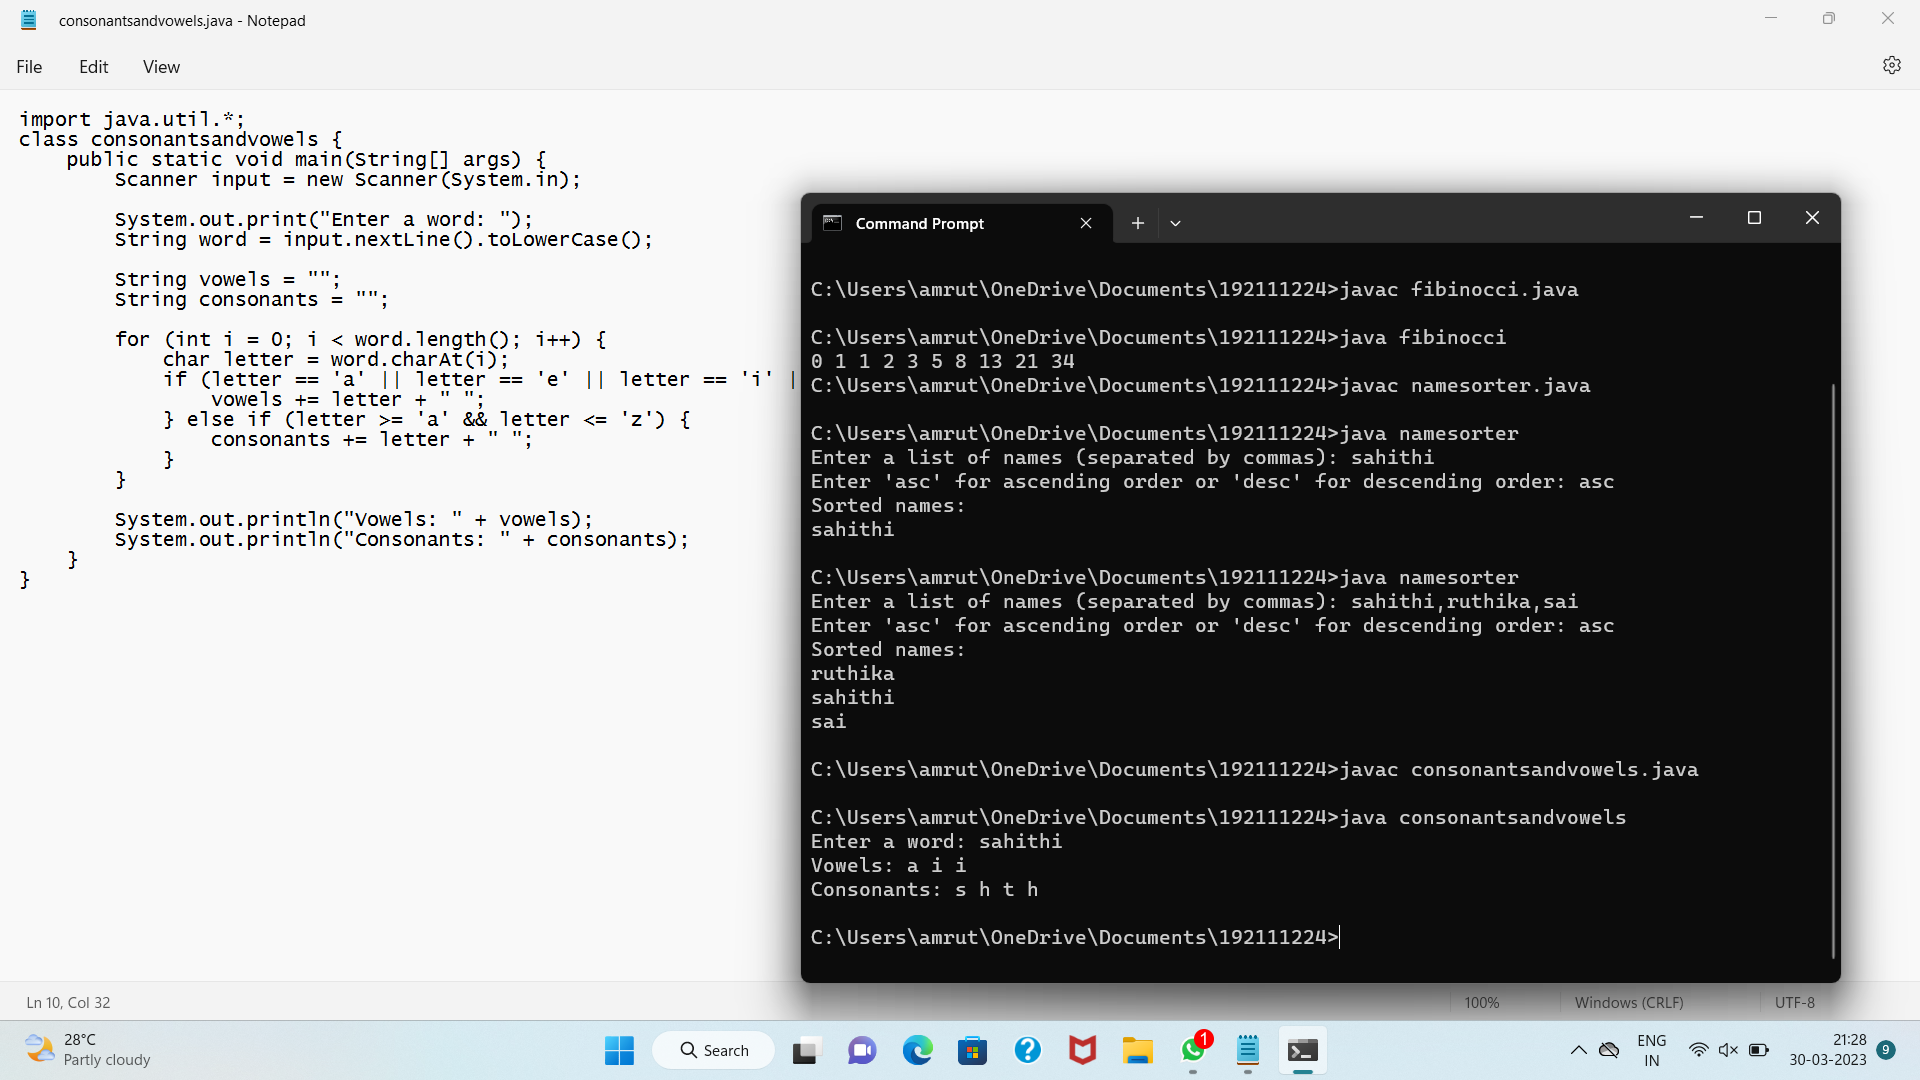 consonantsandvowels.java - Notepad
File Edit View
import java.util.*;
class consonantsandvowels {
public static void main(String[] args) {
Scanner input = new Scanner(System.in);
System.out.print("Enter a word: ");
String word = input.nextLine().toLowerCase();
String vowels = "";
String consonants = "";
for (int i = 0; i < word.length(); i++) {
char letter = word.charAt(i);
if (letter == 'a' || letter == 'e' || letter == 'i' |
vowels += letter + " ";
} else if (letter >= 'a' && letter <= 'z') {
consonants += letter + " ";
}
}
System.out.println("Vowels: " + vowels);
System.out.println("Consonants: " + consonants);
}
}
Command Prompt
C:\Users\amrut\OneDrive\Documents\192111224>javac fibinocci.java
C:\Users\amrut\OneDrive\Documents\192111224>java fibinocci
0 1 1 2 3 5 8 13 21 34
C:\Users\amrut\OneDrive\Documents\192111224>javac namesorter.java
C:\Users\amrut\OneDrive\Documents\192111224>java namesorter
Enter a list of names (separated by commas): sahithi
Enter 'asc' for ascending order or 'desc' for descending order: asc
Sorted names:
sahithi
C:\Users\amrut\OneDrive\Documents\192111224>java namesorter
Enter a list of names (separated by commas): sahithi,ruthika,sai
Enter 'asc' for ascending order or 'desc' for descending order: asc
Sorted names:
ruthika
sahithi
sai
C:\Users\amrut\OneDrive\Documents\192111224>javac consonantsandvowels.java
C:\Users\amrut\OneDrive\Documents\192111224>java consonantsandvowels
Enter a word: sahithi
Vowels: a i i
Consonants: s h t h
C:\Users\amrut\OneDrive\Documents\192111224>
Ln 10, Col 32 100% Windows (CRLF) UTF-8
28°C
Partly cloudy
Search
1
ENG
IN
21:28
30-03-2023
9